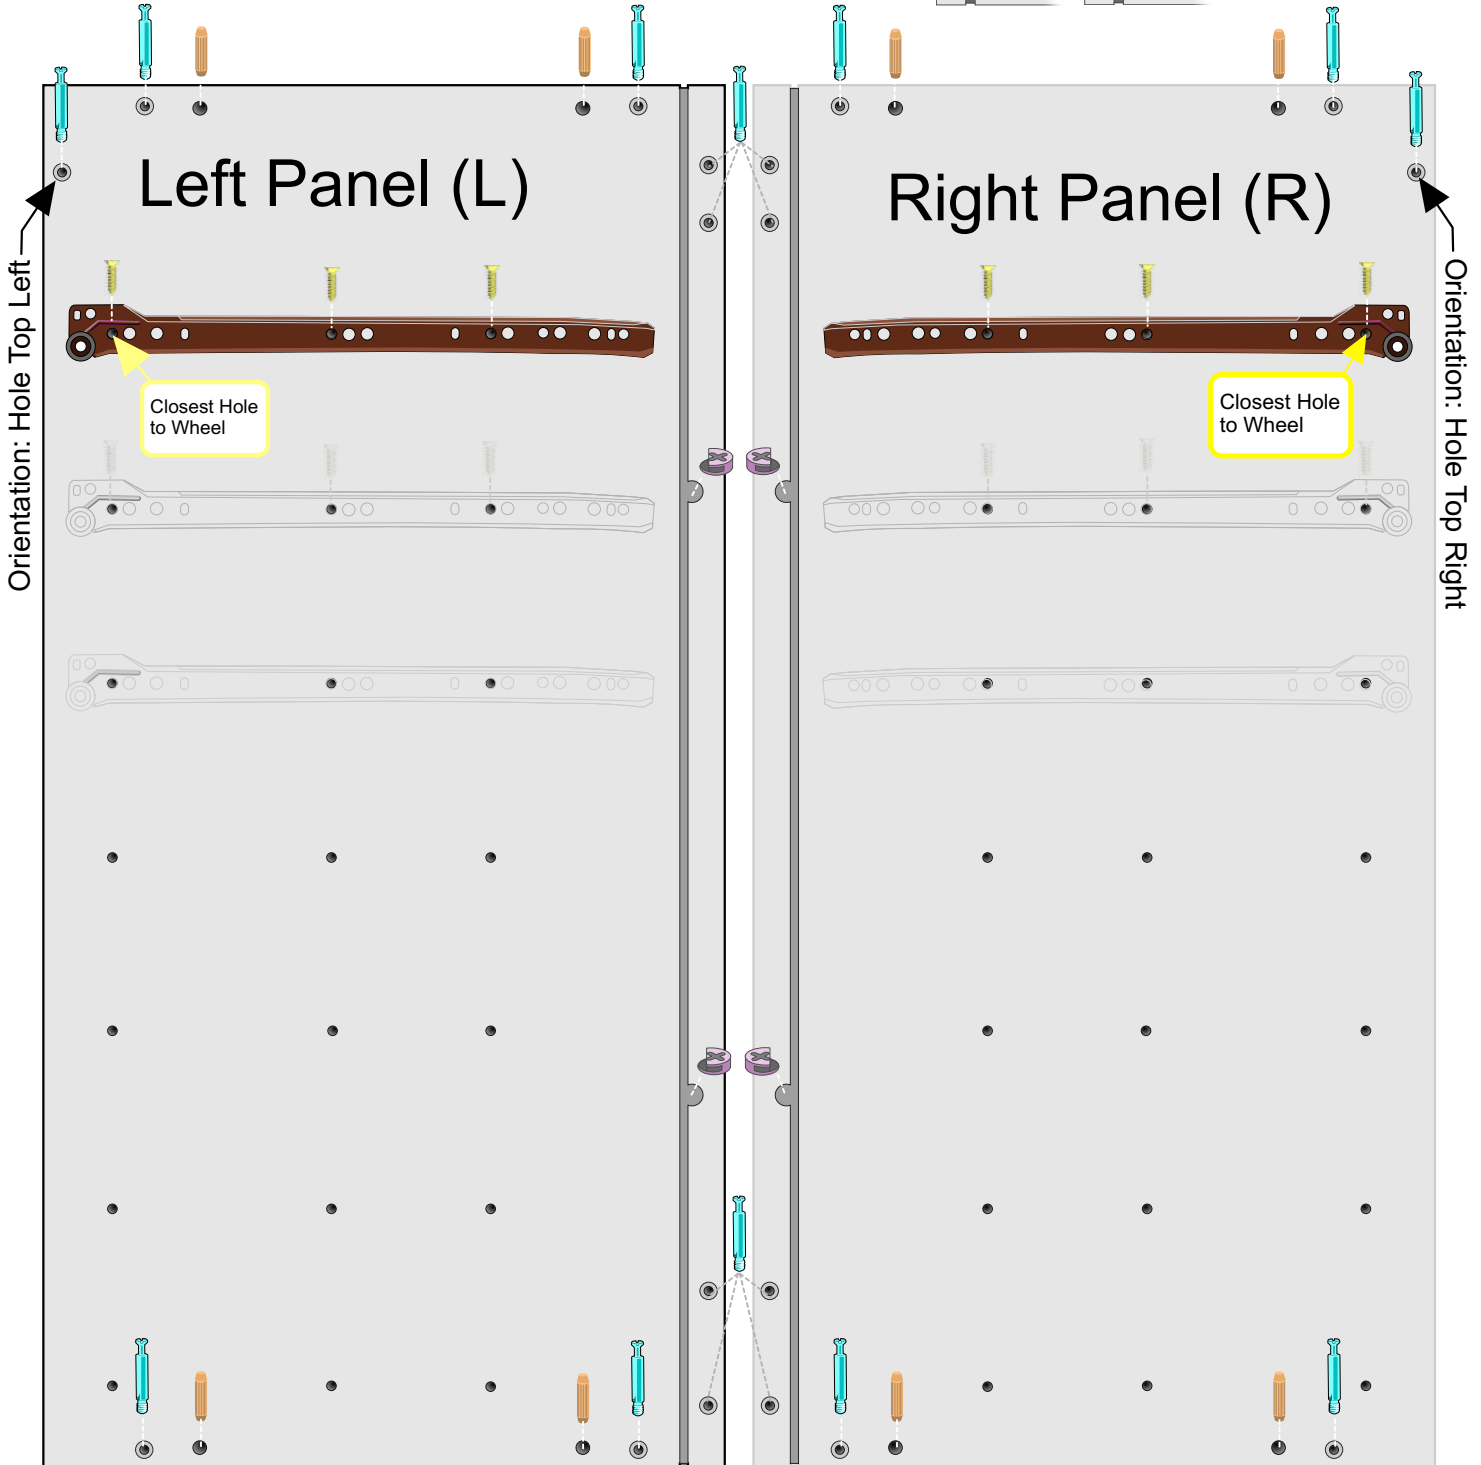 Left Panel (L)
Right Panel (R)
Orientation: Hole Top Left
Closest Hole
to Wheel
Closest Hole
to Wheel
Orientation: Hole Top Right